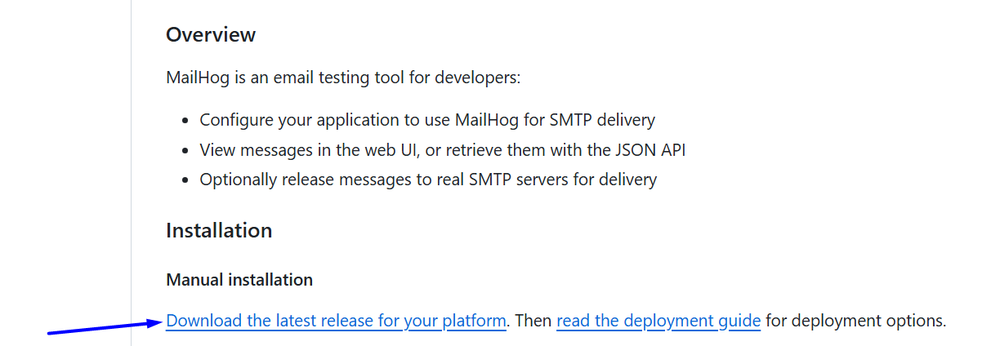 Overview
MailHog is an email testing tool for developers:
Configure your application to use MailHog for SMTP delivery
View messages in the web UI, or retrieve them with the JSON API
Optionally release messages to real SMTP servers for delivery
Installation
Manual installation
Download the latest release for your platform. Then read the deployment guide for deployment options.